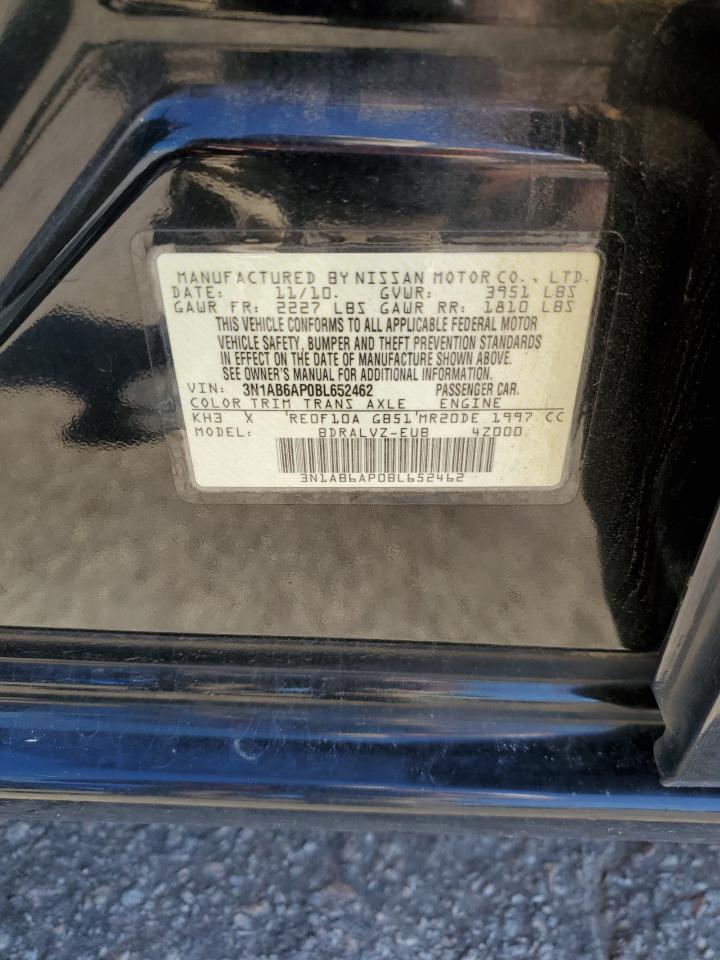 MANUFACTURED BY NISSAN MOTOR CO., LTD.
DATE: 11/10. GVWR: 3951 LBS
GAWR FR: 2227 LBS GAWR RR: 1810 LBS
THIS VEHICLE CONFORMS TO ALL APPLICABLE FEDERAL MOTOR
VEHICLE SAFETY, BUMPER AND THEFT PREVENTION STANDARDS
IN EFFECT ON THE DATE OF MANUFACTURE SHOWN ABOVE.
SEE OWNER'S MANUAL FOR ADDITIONAL INFORMATION.
VIN: 3N1AB6AP0BL652462 PASSENGER CAR.
COLOR TRIM TRANS AXLE ENGINE
KH3 X 'RE0F10A GB51'MR20DE 1997 CC
MODEL: BDRALVZ-EUB 4Z000
3N1AB6AP0BL652462